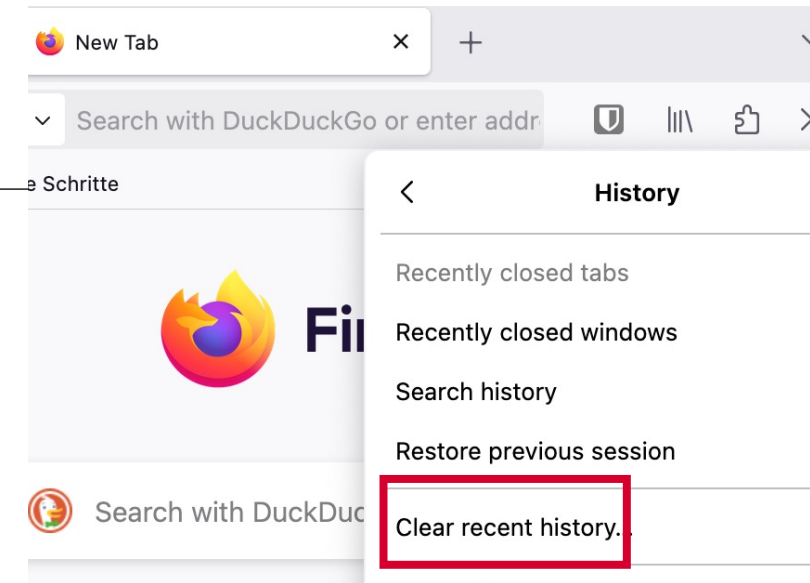 New Tab
Search with DuckDuckGo or enter addr
e Schritte
History
Recently closed tabs
Recently closed windows
Search history
Restore previous session
Search with DuckDuc
Clear recent history...